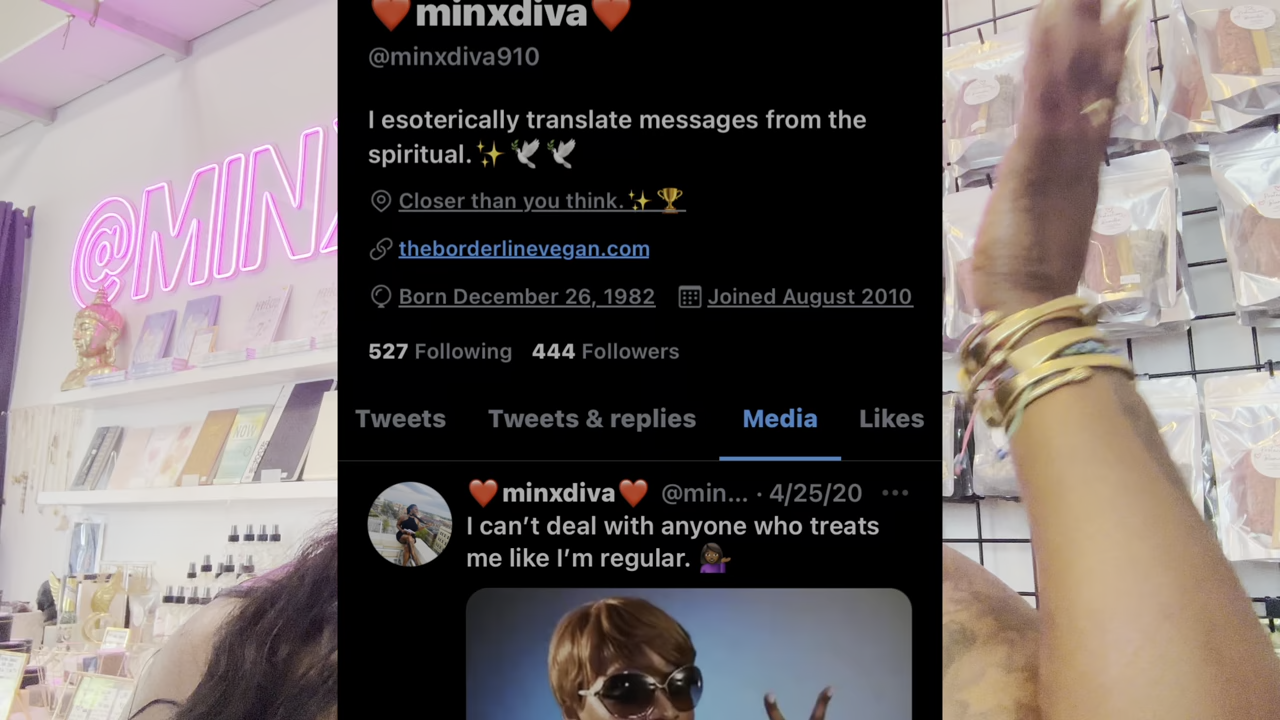 ❤️minxdiva❤️
@minxdiva910
I esoterically translate messages from the
spiritual.✨🕊️🕊️
Closer than you think.✨🏆
theborderlinevegan.com
Born December 26, 1982 Joined August 2010
527 Following 444 Followers
Tweets Tweets & replies Media Likes
❤️minxdiva❤️ @min... · 4/25/20 •••
I can’t deal with anyone who treats
me like I’m regular. 💁🏾‍♀️
@MIN
NOW